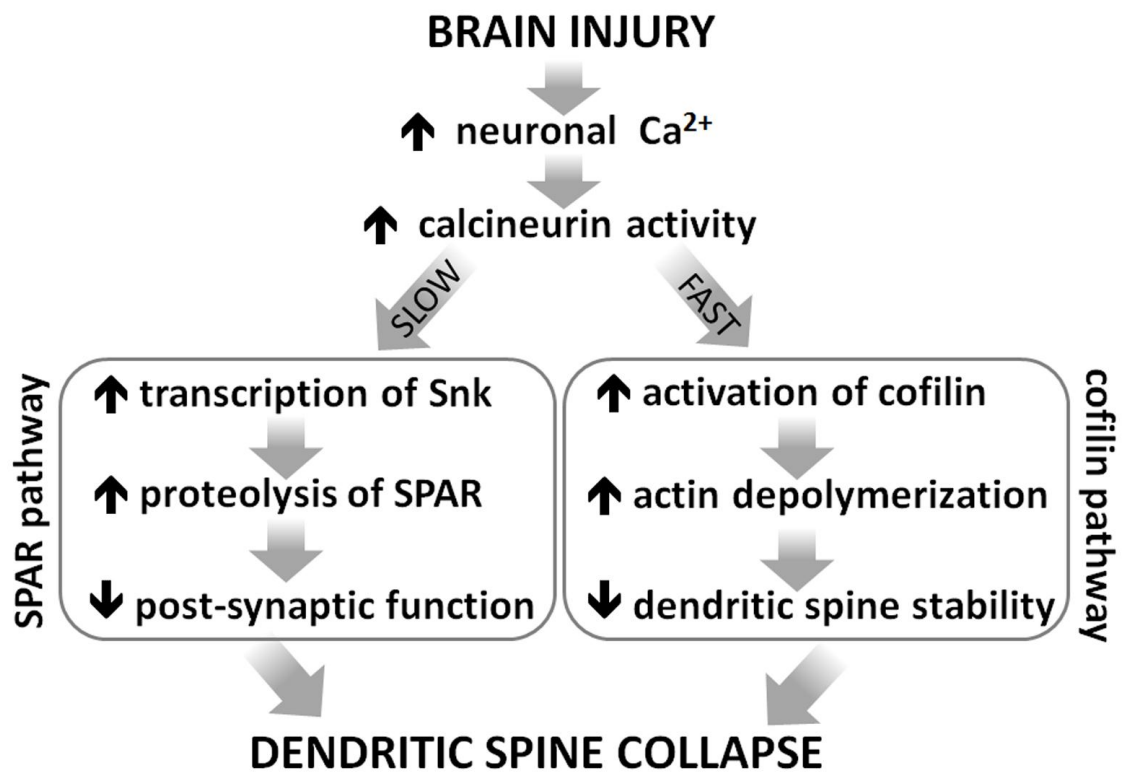 BRAIN INJURY
↑ neuronal Ca²⁺
↑ calcineurin activity
SLOW
FAST
SPAR pathway
↑ transcription of Snk
↑ proteolysis of SPAR
↓ post-synaptic function
↑ activation of cofilin
↑ actin depolymerization
↓ dendritic spine stability
cofilin pathway
DENDRITIC SPINE COLLAPSE